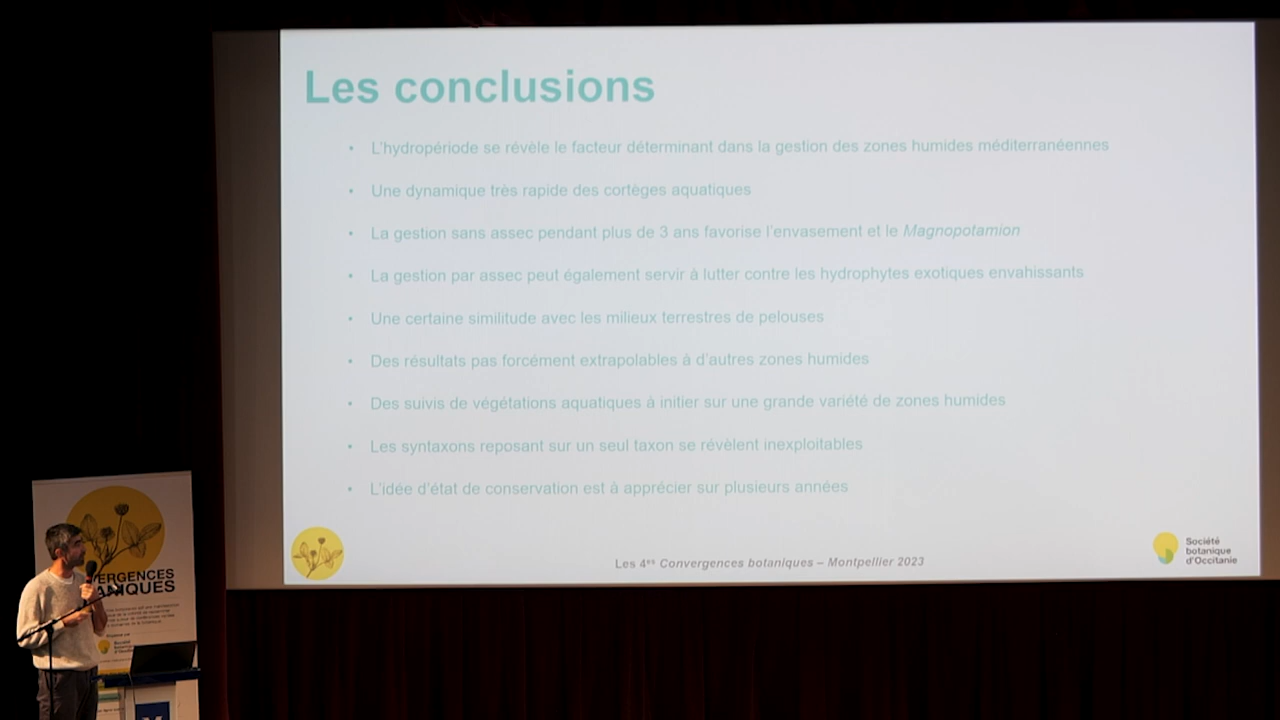 Les conclusions
• L'hydropériode se révèle le facteur déterminant dans la gestion des zones humides méditerranéennes
• Une dynamique très rapide des cortèges aquatiques
• La gestion sans assec pendant plus de 3 ans favorise l'envasement et le Magnopotamion
• La gestion par assec peut également servir à lutter contre les hydrophytes exotiques envahissants
• Une certaine similitude avec les milieux terrestres de pelouses
• Des résultats pas forcément extrapolables à d'autres zones humides
• Des suivis de végétations aquatiques à initier sur une grande variété de zones humides
• Les syntaxons reposant sur un seul taxon se révèlent inexploitables
• L'idée d'état de conservation est à apprécier sur plusieurs années
Les 4es Convergences botaniques – Montpellier 2023
Société
botanique
d'Occitanie
ERGENCES
ANIQUES
Société